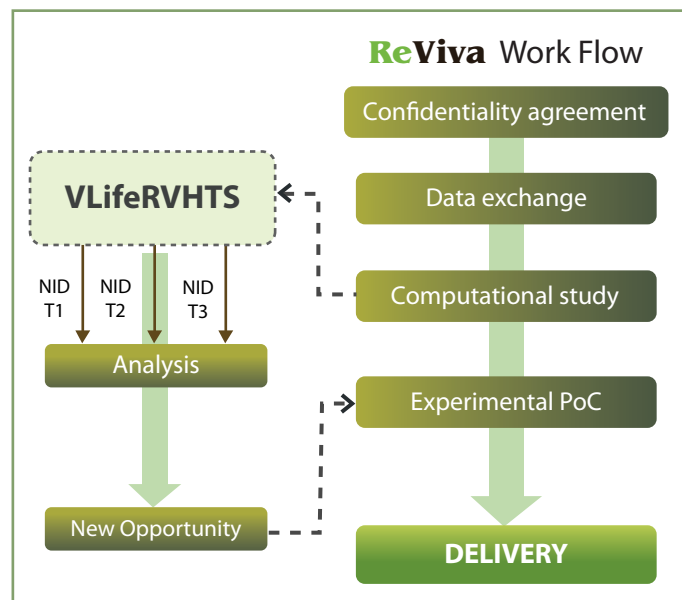 ReViva Work Flow
Confidentiality agreement
Data exchange
Computational study
Experimental PoC
DELIVERY
VLifeRVHTS
NID NID NID
T1 T2 T3
Analysis
New Opportunity